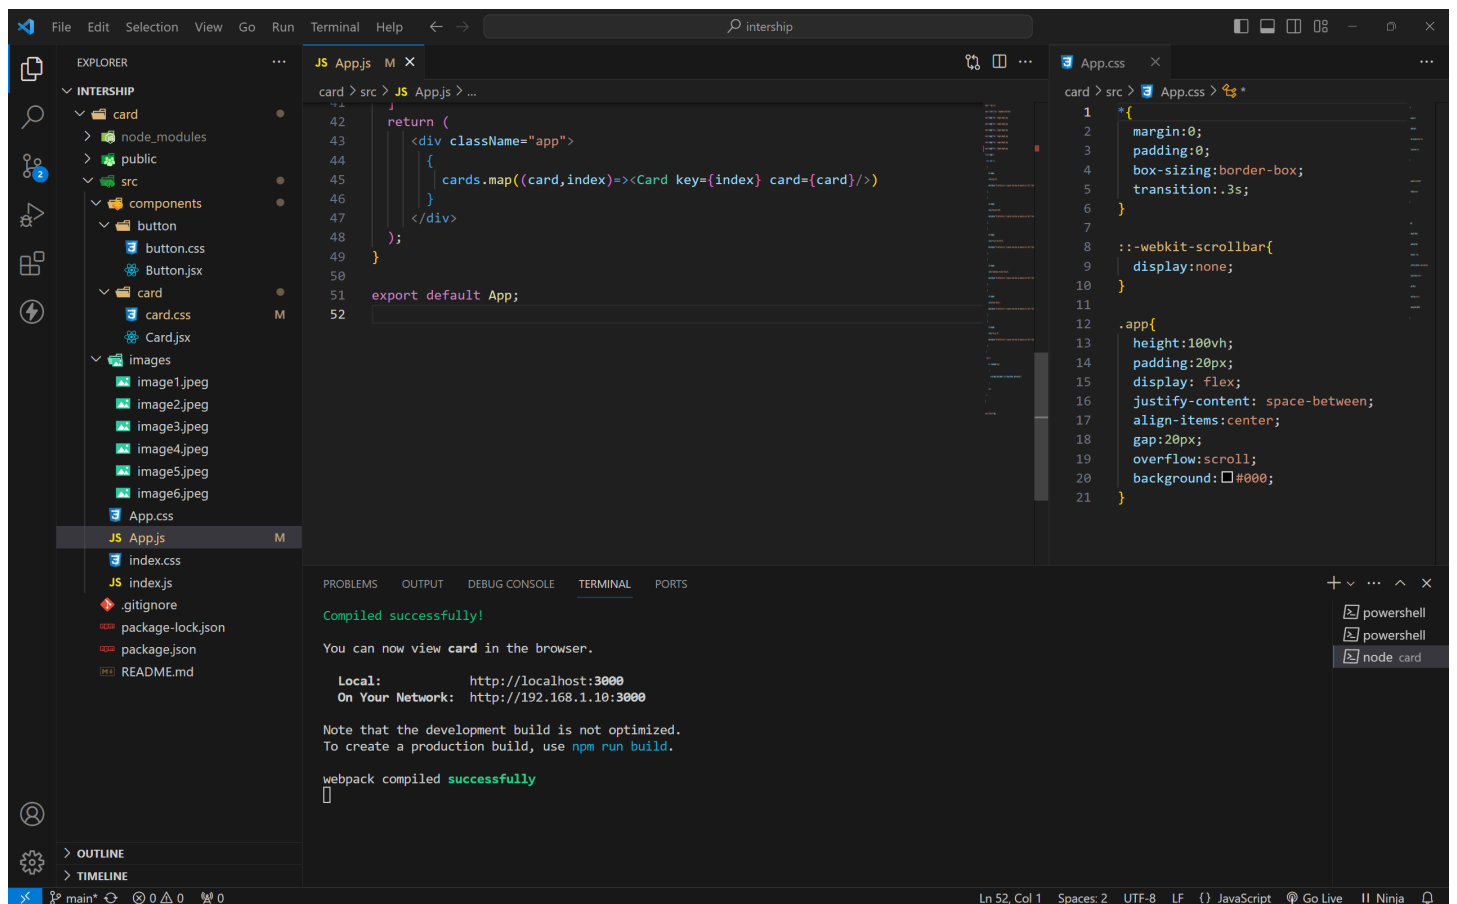 File Edit Selection View Go Run Terminal Help
intership
EXPLORER
INTERSHIP
card
node_modules
public
src
components
button
button.css
Button.jsx
card
card.css M
Card.jsx
images
image1.jpeg
image2.jpeg
image3.jpeg
image4.jpeg
image5.jpeg
image6.jpeg
App.css
JS App.js M
index.css
JS index.js
.gitignore
package-lock.json
package.json
README.md
OUTLINE
TIMELINE
JS App.js M
card > src > JS App.js > ...
41 ]
42 return (
43 <div className="app">
44 {
45 cards.map((card,index)=><Card key={index} card={card}/>)
46 }
47 </div>
48 );
49 }
50
51 export default App;
52
App.css
card > src > App.css > *
1 *{
2 margin:0;
3 padding:0;
4 box-sizing:border-box;
5 transition:.3s;
6 }
7
8 ::-webkit-scrollbar{
9 display:none;
10 }
11
12 .app{
13 height:100vh;
14 padding:20px;
15 display: flex;
16 justify-content: space-between;
17 align-items:center;
18 gap:20px;
19 overflow:scroll;
20 background:#000;
21 }
PROBLEMS OUTPUT DEBUG CONSOLE TERMINAL PORTS
Compiled successfully!
You can now view card in the browser.
Local: http://localhost:3000
On Your Network: http://192.168.1.10:3000
Note that the development build is not optimized.
To create a production build, use npm run build.
webpack compiled successfully
powershell
powershell
node card
2
main* 0 0 0 Ln 52, Col 1 Spaces: 2 UTF-8 LF {} JavaScript Go Live Ninja